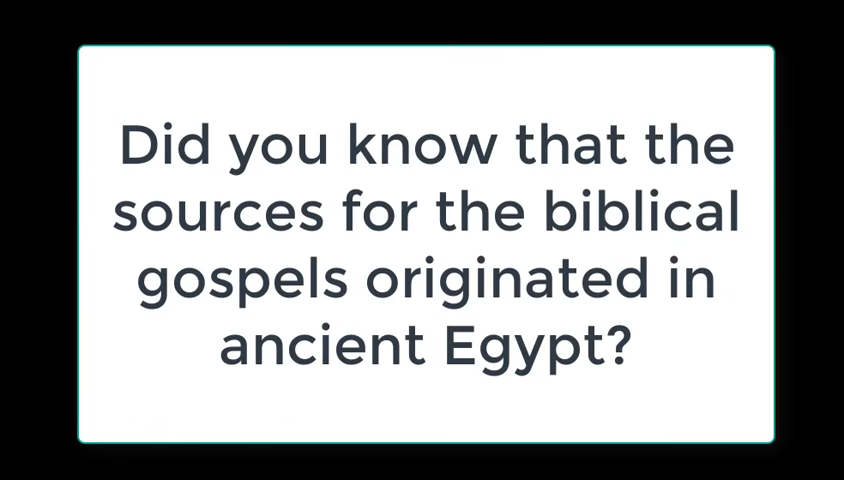 Did you know that the
sources for the biblical
gospels originated in
ancient Egypt?